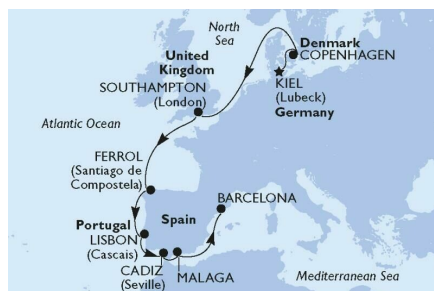 North
Sea
Denmark
COPENHAGEN
United
Kingdom
SOUTHAMPTON
(London)
KIEL
(Lubeck)
Germany
Atlantic Ocean
FERROL
(Santiago de
Compostela)
BARCELONA
Portugal
Spain
LISBON
(Cascais)
CADIZ
(Seville)
MALAGA
Mediterranean Sea